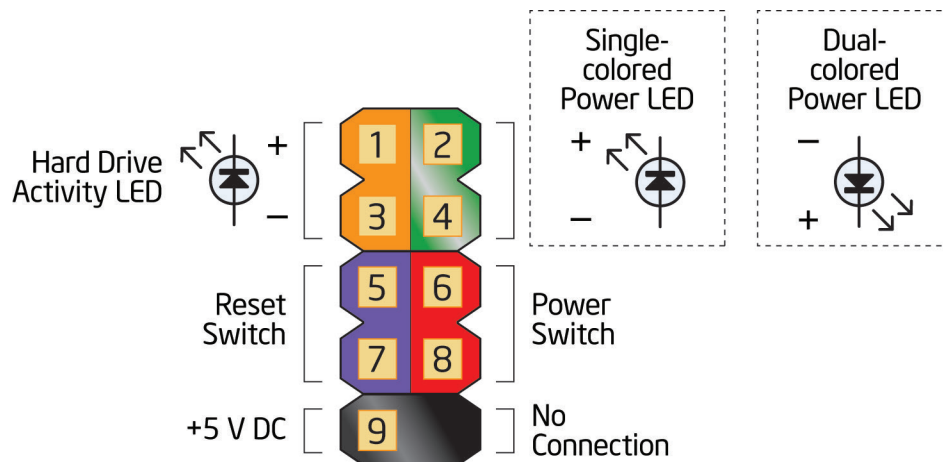 Single-
colored
Power LED
Dual-
colored
Power LED
Hard Drive
Activity LED
+
−
1
2
3
4
+
−
−
+
Reset
Switch
5
6
7
8
Power
Switch
+5 V DC
9
No
Connection